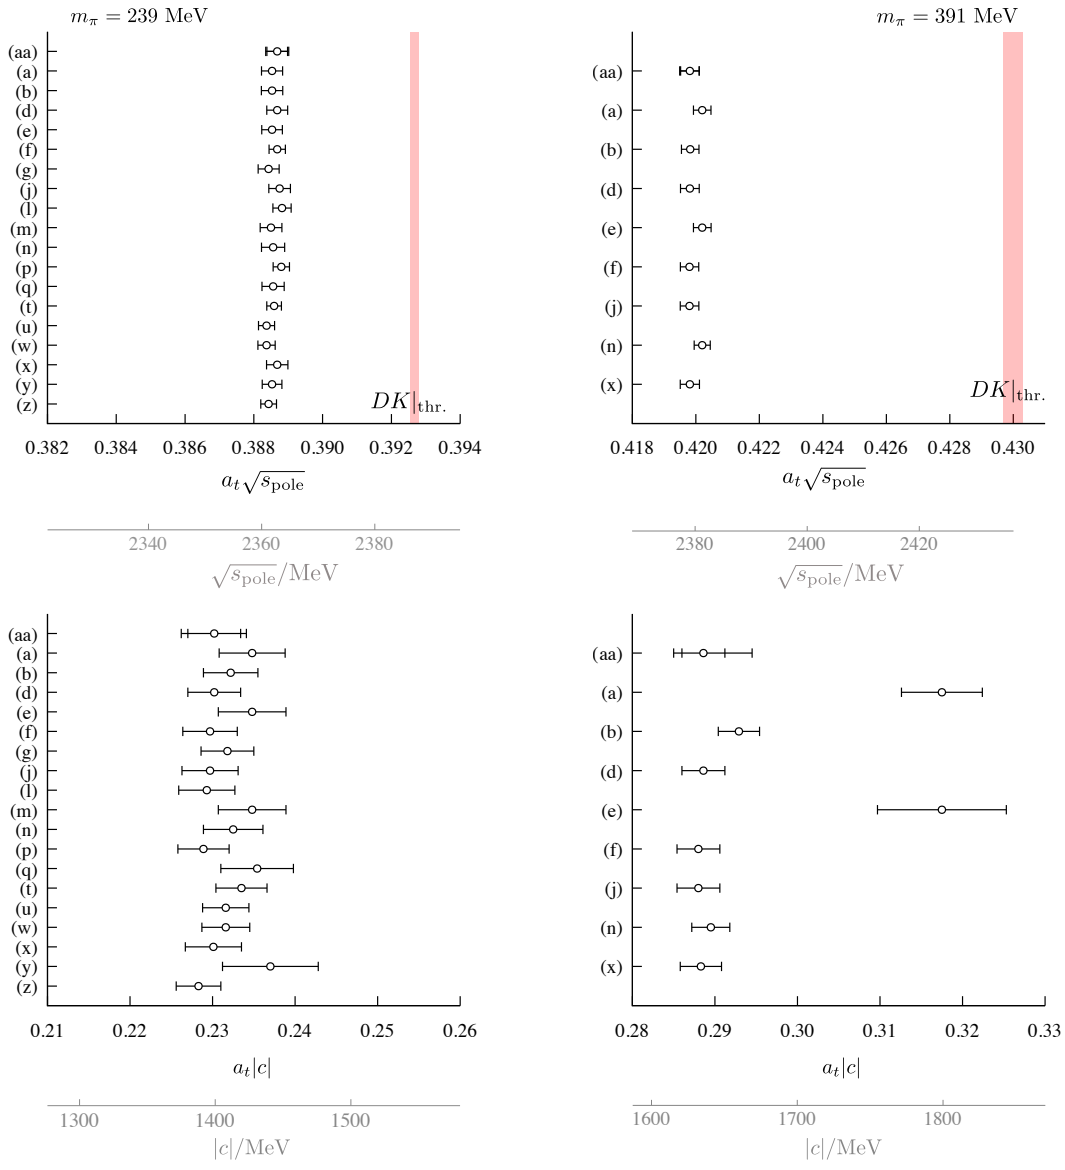 m_π = 239 MeV
(aa)
(a)
(b)
(d)
(e)
(f)
(g)
(j)
(l)
(m)
(n)
(p)
(q)
(t)
(u)
(w)
(x)
(y)
(z)
DK|thr.
0.382 0.384 0.386 0.388 0.390 0.392 0.394
a_t√s_pole
2340 2360 2380
√s_pole/MeV
m_π = 391 MeV
(aa)
(a)
(b)
(d)
(e)
(f)
(j)
(n)
(x)
DK|thr.
0.418 0.420 0.422 0.424 0.426 0.428 0.430
a_t√s_pole
2380 2400 2420
√s_pole/MeV
(aa)
(a)
(b)
(d)
(e)
(f)
(g)
(j)
(l)
(m)
(n)
(p)
(q)
(t)
(u)
(w)
(x)
(y)
(z)
0.21 0.22 0.23 0.24 0.25 0.26
a_t|c|
1300 1400 1500
|c|/MeV
(aa)
(a)
(b)
(d)
(e)
(f)
(j)
(n)
(x)
0.28 0.29 0.30 0.31 0.32 0.33
a_t|c|
1600 1700 1800
|c|/MeV